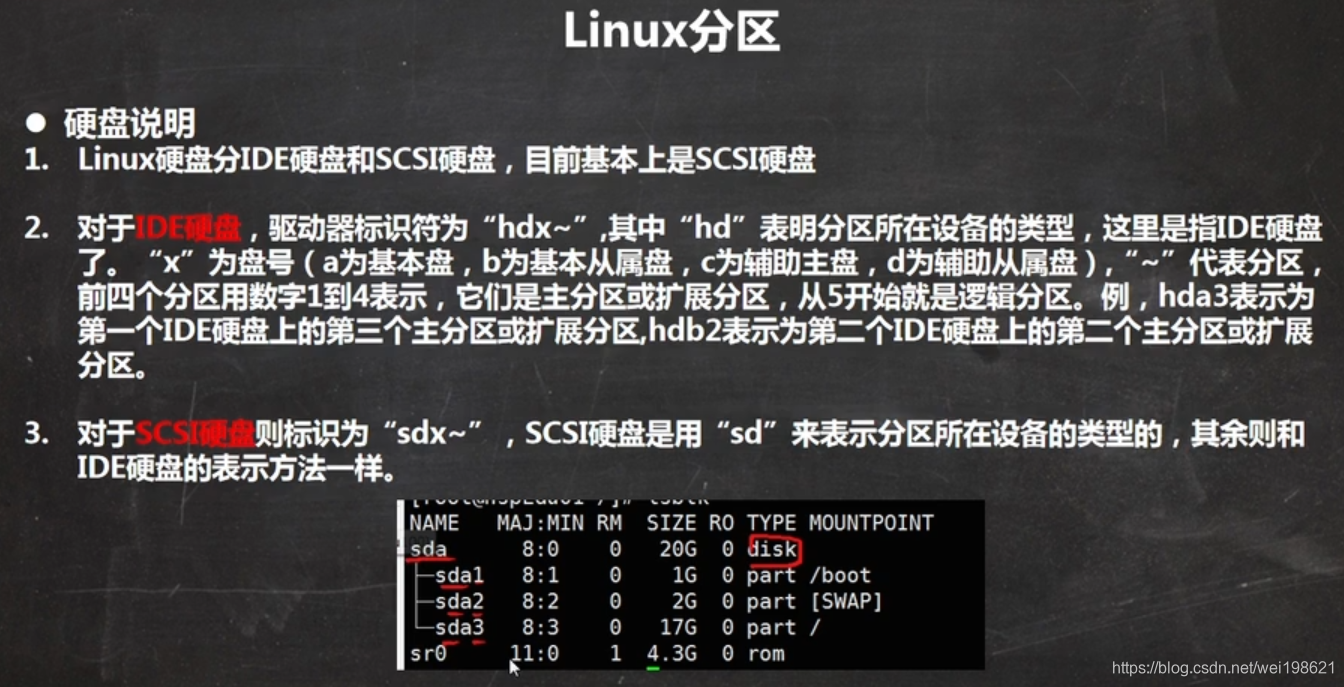 Linux分区
● 硬盘说明
1. Linux硬盘分IDE硬盘和SCSI硬盘，目前基本上是SCSI硬盘
2. 对于IDE硬盘，驱动器标识符为“hdx~”,其中“hd”表明分区所在设备的类型，这里是指IDE硬盘
了。“x”为盘号（a为基本盘，b为基本从属盘，c为辅助主盘，d为辅助从属盘）,“~”代表分区，
前四个分区用数字1到4表示，它们是主分区或扩展分区，从5开始就是逻辑分区。例，hda3表示为
第一个IDE硬盘上的第三个主分区或扩展分区,hdb2表示为第二个IDE硬盘上的第二个主分区或扩展
分区。
3. 对于SCSI硬盘则标识为“sdx~”，SCSI硬盘是用“sd”来表示分区所在设备的类型的，其余则和
IDE硬盘的表示方法一样。
NAME MAJ:MIN RM SIZE RO TYPE MOUNTPOINT
sda 8:0 0 20G 0 disk
├─sda1 8:1 0 1G 0 part /boot
├─sda2 8:2 0 2G 0 part [SWAP]
└─sda3 8:3 0 17G 0 part /
sr0 11:0 1 4.3G 0 rom
https://blog.csdn.net/wei198621